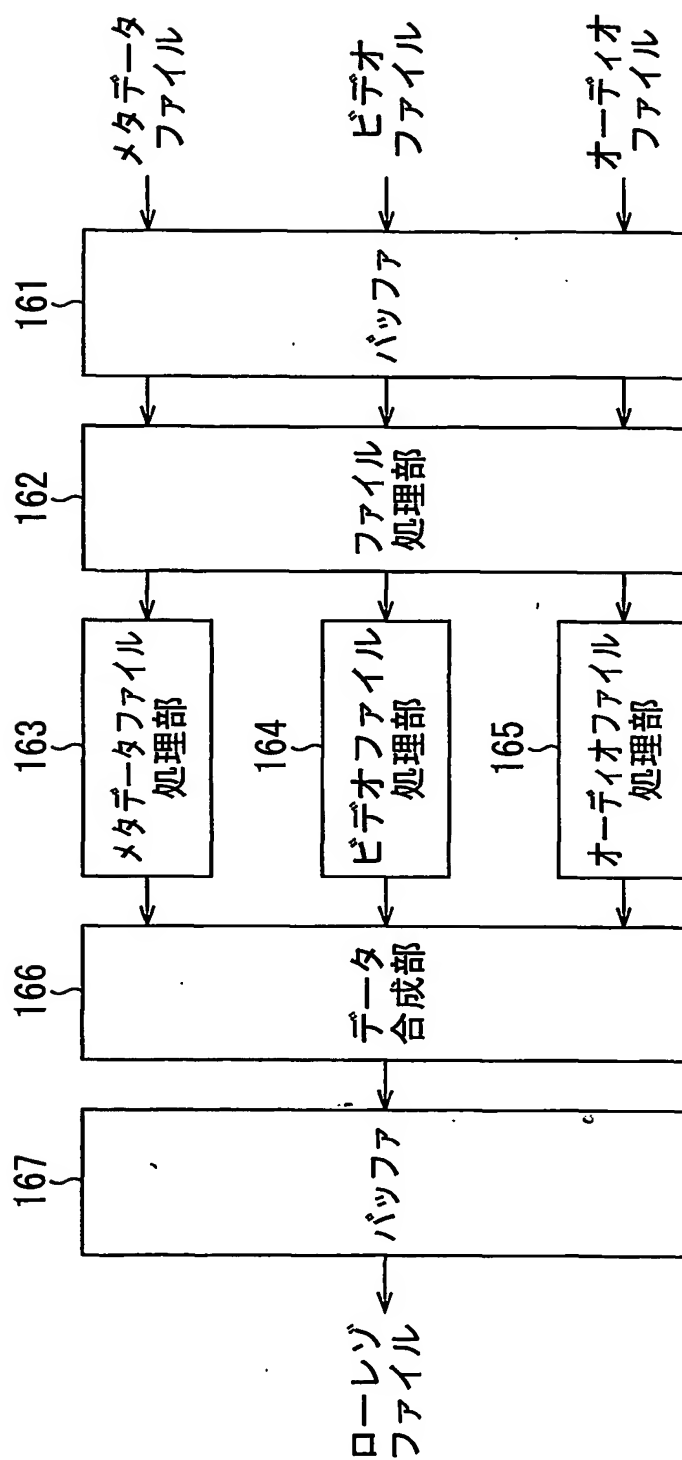 メタデータ
ファイル
ビデオ
ファイル
オーディオ
ファイル
161
バッファ
162
ファイル
処理部
163
メタデータファイル
処理部
164
ビデオファイル
処理部
165
オーディオファイル
処理部
166
データ
合成部
167
バッファ
ローレゾ
ファイル